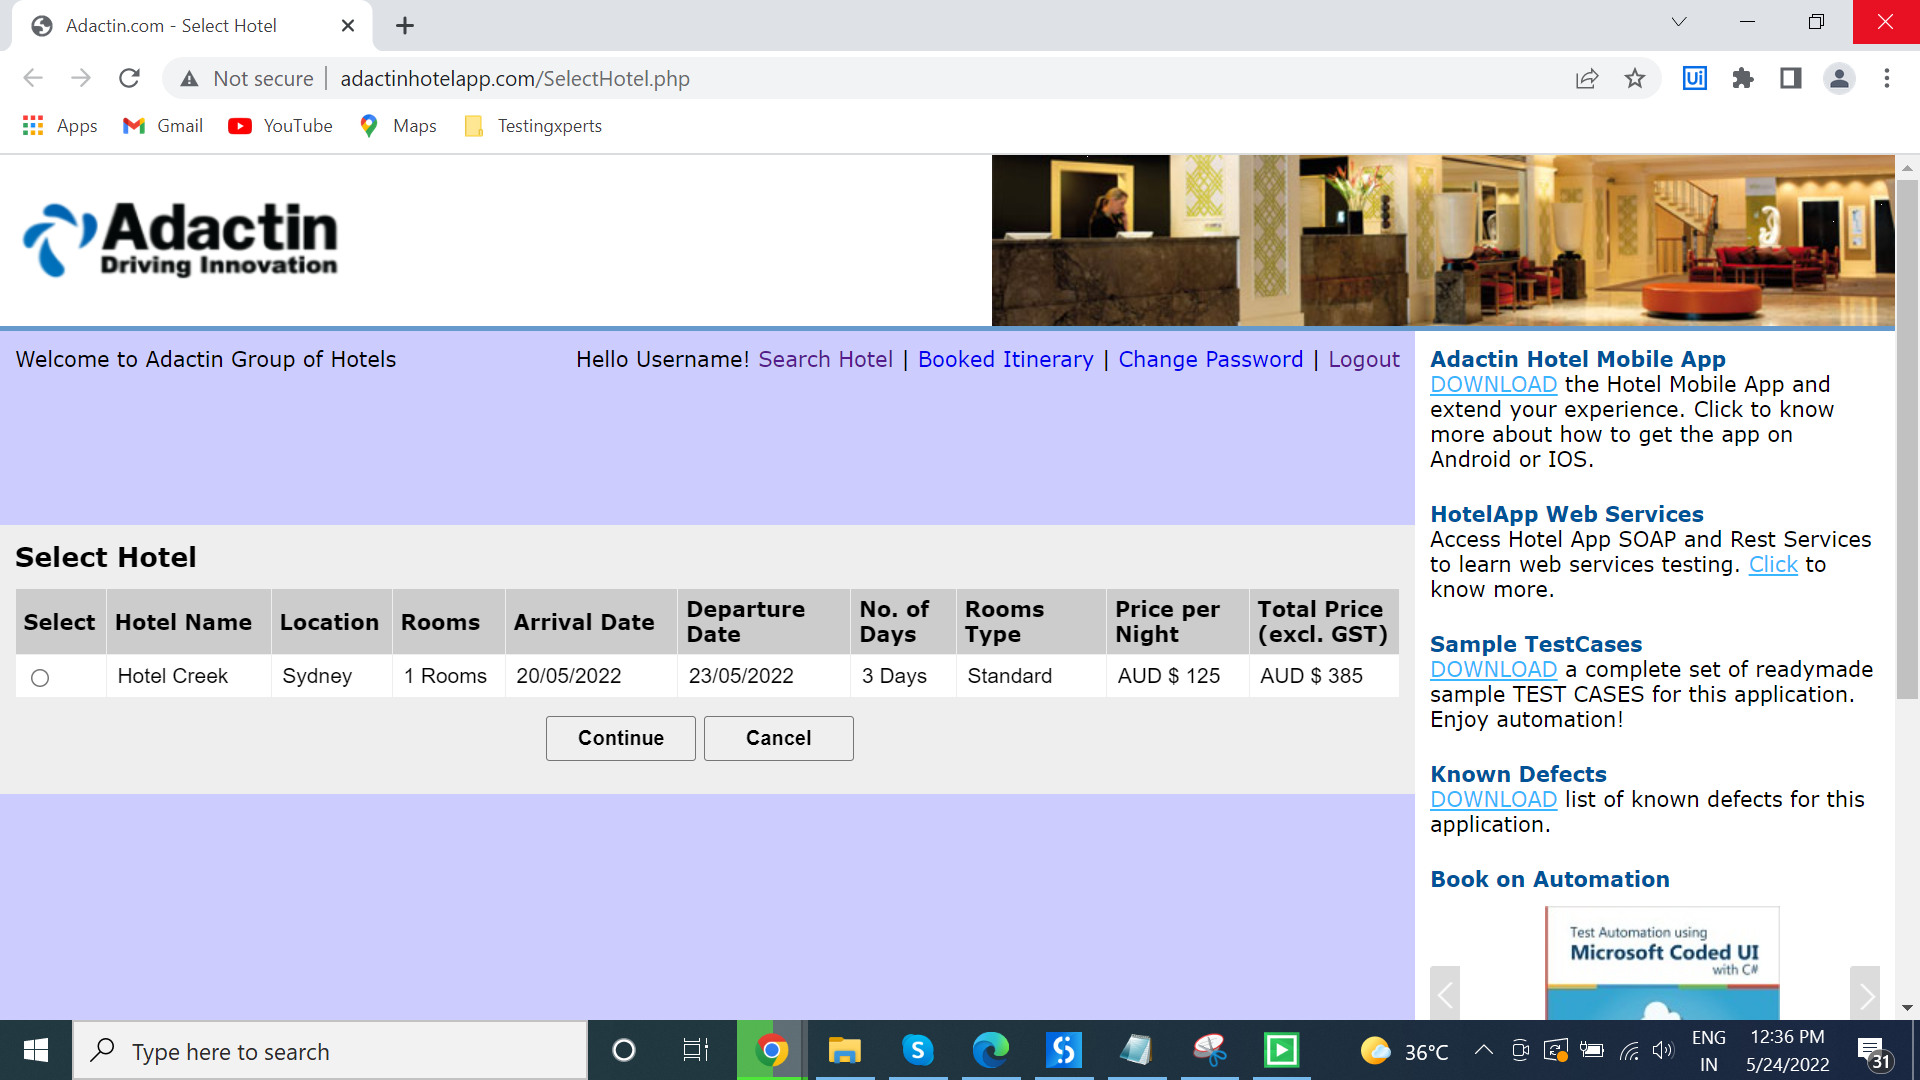 Adactin.com - Select Hotel
Not secure
adactinhotelapp.com/SelectHotel.php
Ui
Apps
Gmail
YouTube
Maps
Testingxperts
Adactin
Driving Innovation
Welcome to Adactin Group of Hotels
Hello Username! Search Hotel | Booked Itinerary | Change Password | Logout
Select Hotel
Select Hotel Name Location Rooms Arrival Date Departure Date No. of Days Rooms Type Price per Night Total Price (excl. GST)
Hotel Creek Sydney 1 Rooms 20/05/2022 23/05/2022 3 Days Standard AUD $ 125 AUD $ 385
Continue Cancel
Adactin Hotel Mobile App
DOWNLOAD the Hotel Mobile App and
extend your experience. Click to know
more about how to get the app on
Android or IOS.
HotelApp Web Services
Access Hotel App SOAP and Rest Services
to learn web services testing. Click to
know more.
Sample TestCases
DOWNLOAD a complete set of readymade
sample TEST CASES for this application.
Enjoy automation!
Known Defects
DOWNLOAD list of known defects for this
application.
Book on Automation
Test Automation using
Microsoft Coded UI
with C#
Type here to search
36°C
ENG
IN
12:36 PM
5/24/2022
31